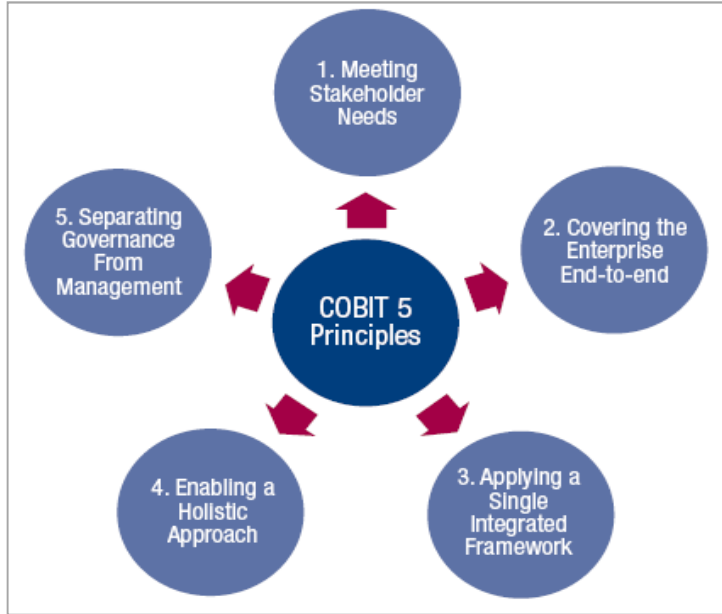 1. Meeting
Stakeholder
Needs
2. Covering the
Enterprise
End-to-end
3. Applying a
Single
Integrated
Framework
4. Enabling a
Holistic
Approach
5. Separating
Governance
From
Management
COBIT 5
Principles